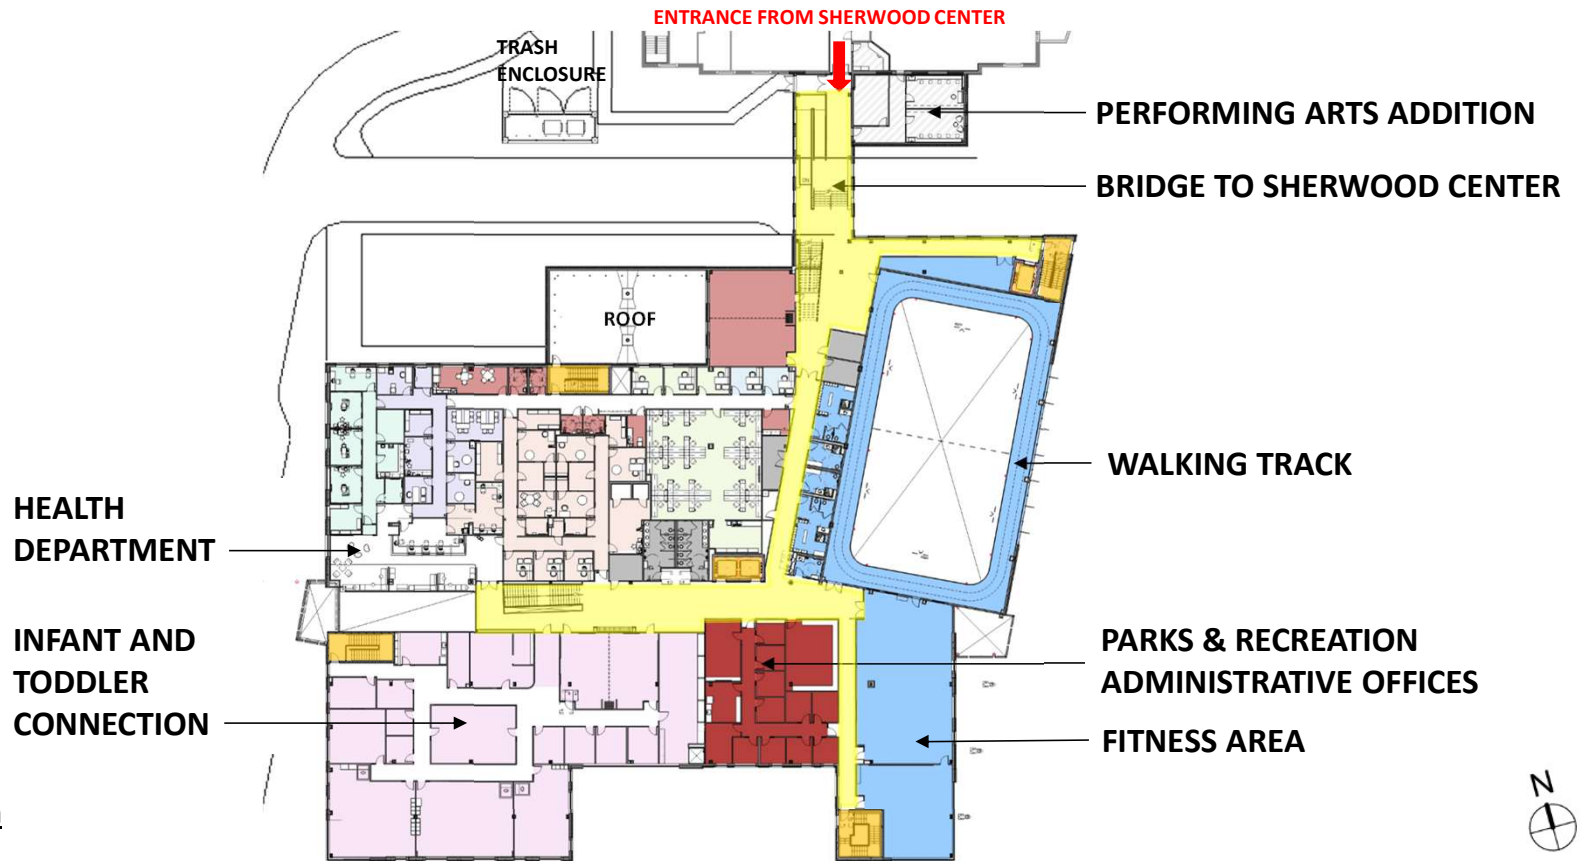 ENTRANCE FROM SHERWOOD CENTER
TRASH
ENCLOSURE
PERFORMING ARTS ADDITION
BRIDGE TO SHERWOOD CENTER
ROOF
WALKING TRACK
HEALTH
DEPARTMENT
INFANT AND
TODDLER
CONNECTION
PARKS & RECREATION
ADMINISTRATIVE OFFICES
FITNESS AREA
N